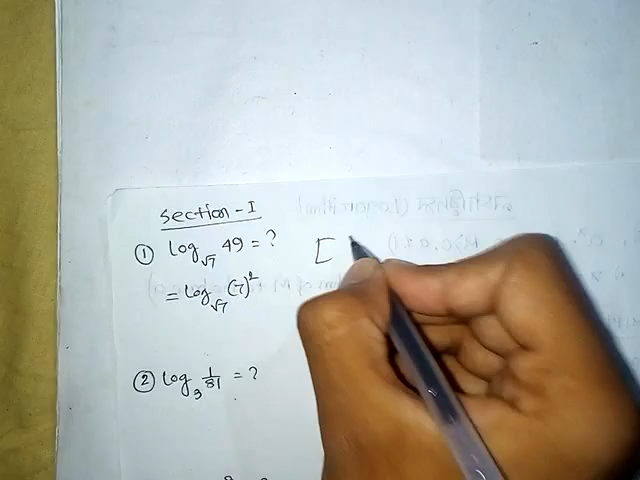 Section - I
① log√7 49 = ? [
= log√7 (7)²
② log₃ 1/81 = ?